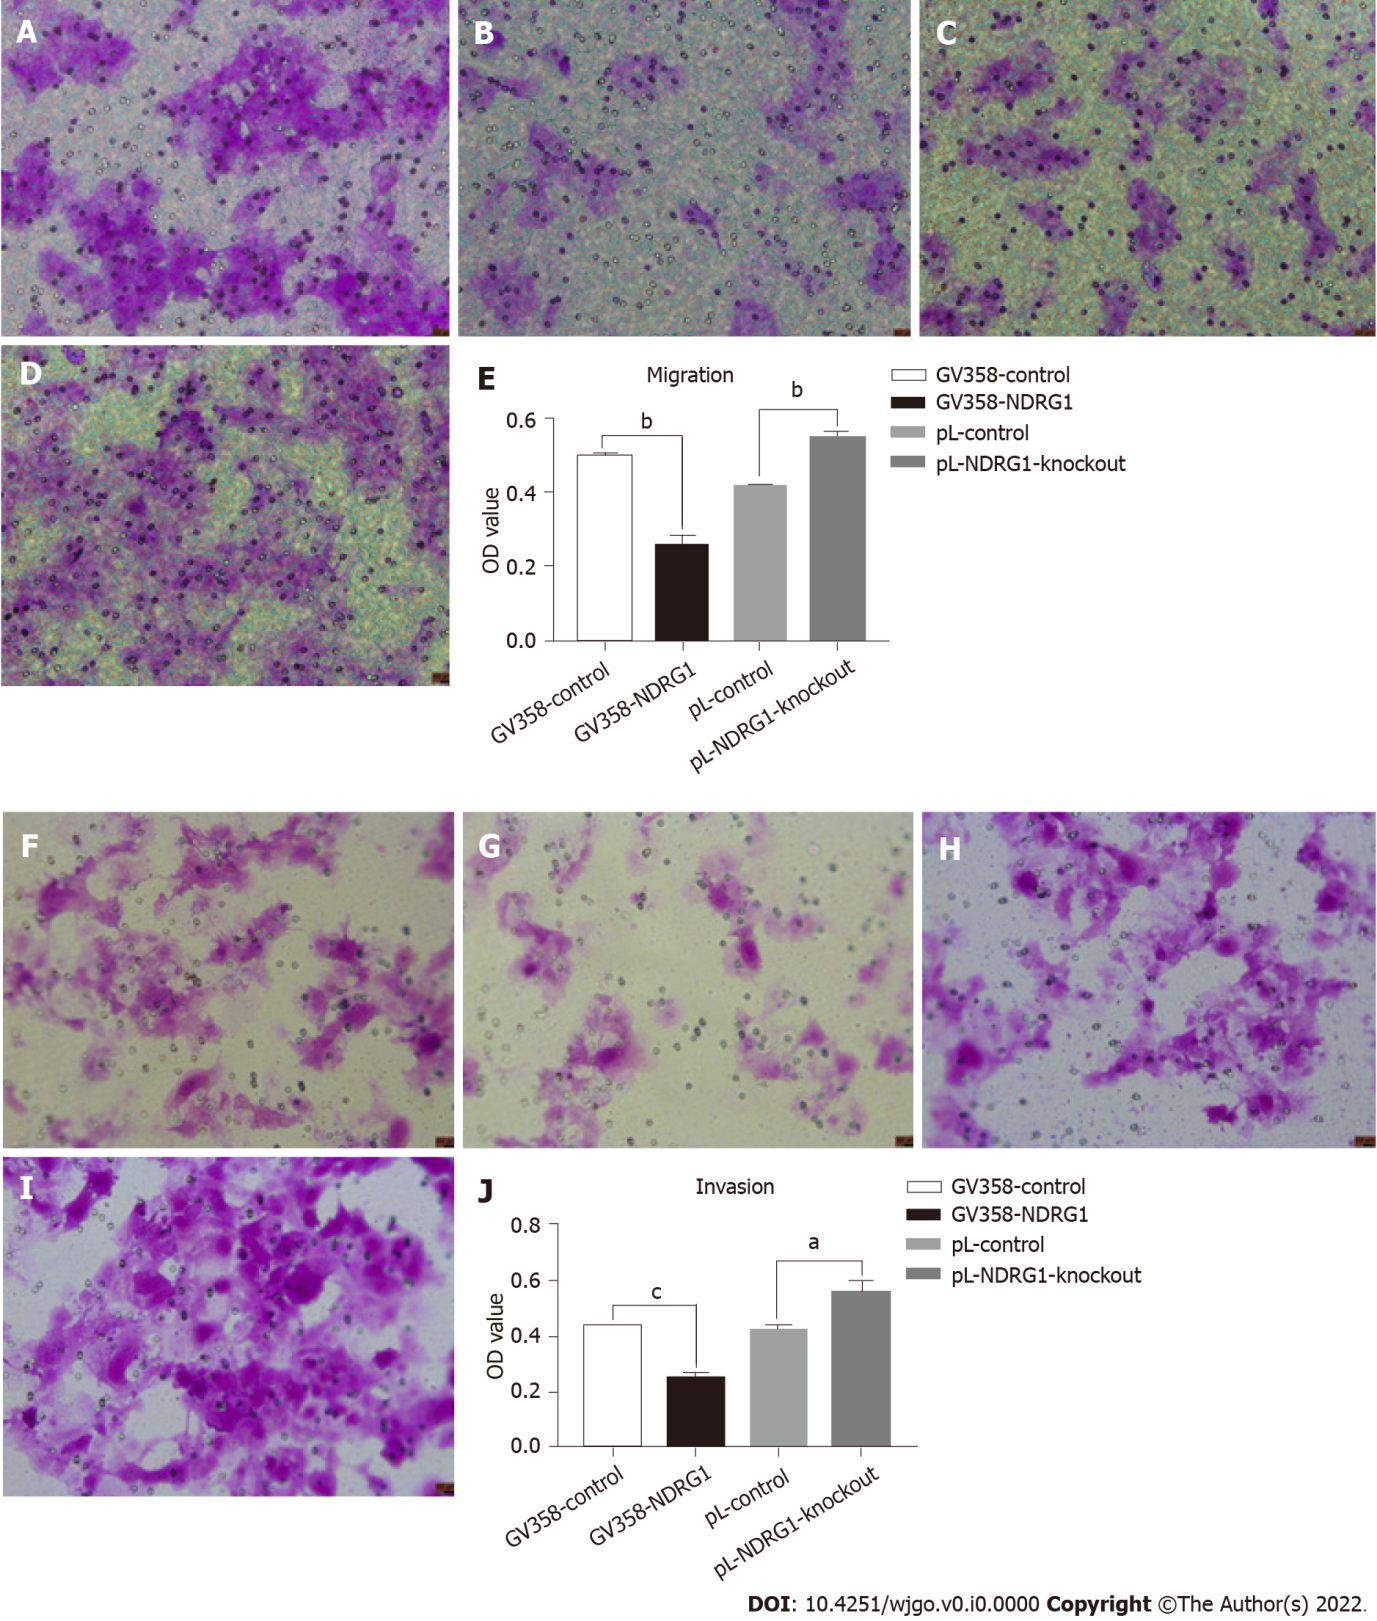 A
B
C
D
E
Migration
b
b
GV358-control
GV358-NDRG1
pL-control
pL-NDRG1-knockout
OD value
0.6
0.4
0.2
0.0
GV358-control
GV358-NDRG1
pL-control
pL-NDRG1-knockout
F
G
H
I
J
Invasion
c
a
GV358-control
GV358-NDRG1
pL-control
pL-NDRG1-knockout
OD value
0.8
0.6
0.4
0.2
0.0
GV358-control
GV358-NDRG1
pL-control
pL-NDRG1-knockout
DOI: 10.4251/wjgo.v0.i0.0000 Copyright ©The Author(s) 2022.